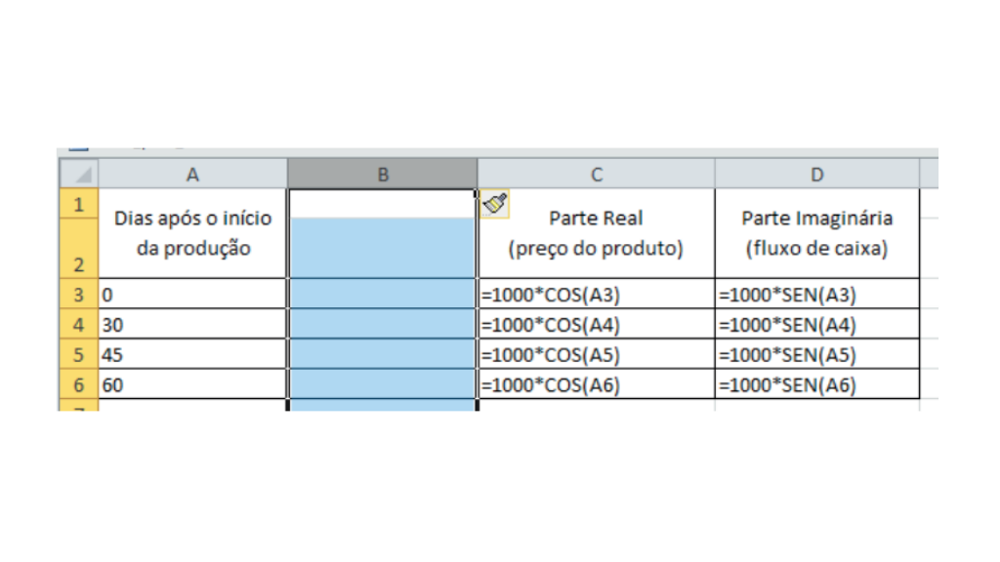 A B C D
1
Dias após o início Parte Real Parte Imaginária
da produção (preço do produto) (fluxo de caixa)
2
3 0 =1000*COS(A3) =1000*SEN(A3)
4 30 =1000*COS(A4) =1000*SEN(A4)
5 45 =1000*COS(A5) =1000*SEN(A5)
6 60 =1000*COS(A6) =1000*SEN(A6)